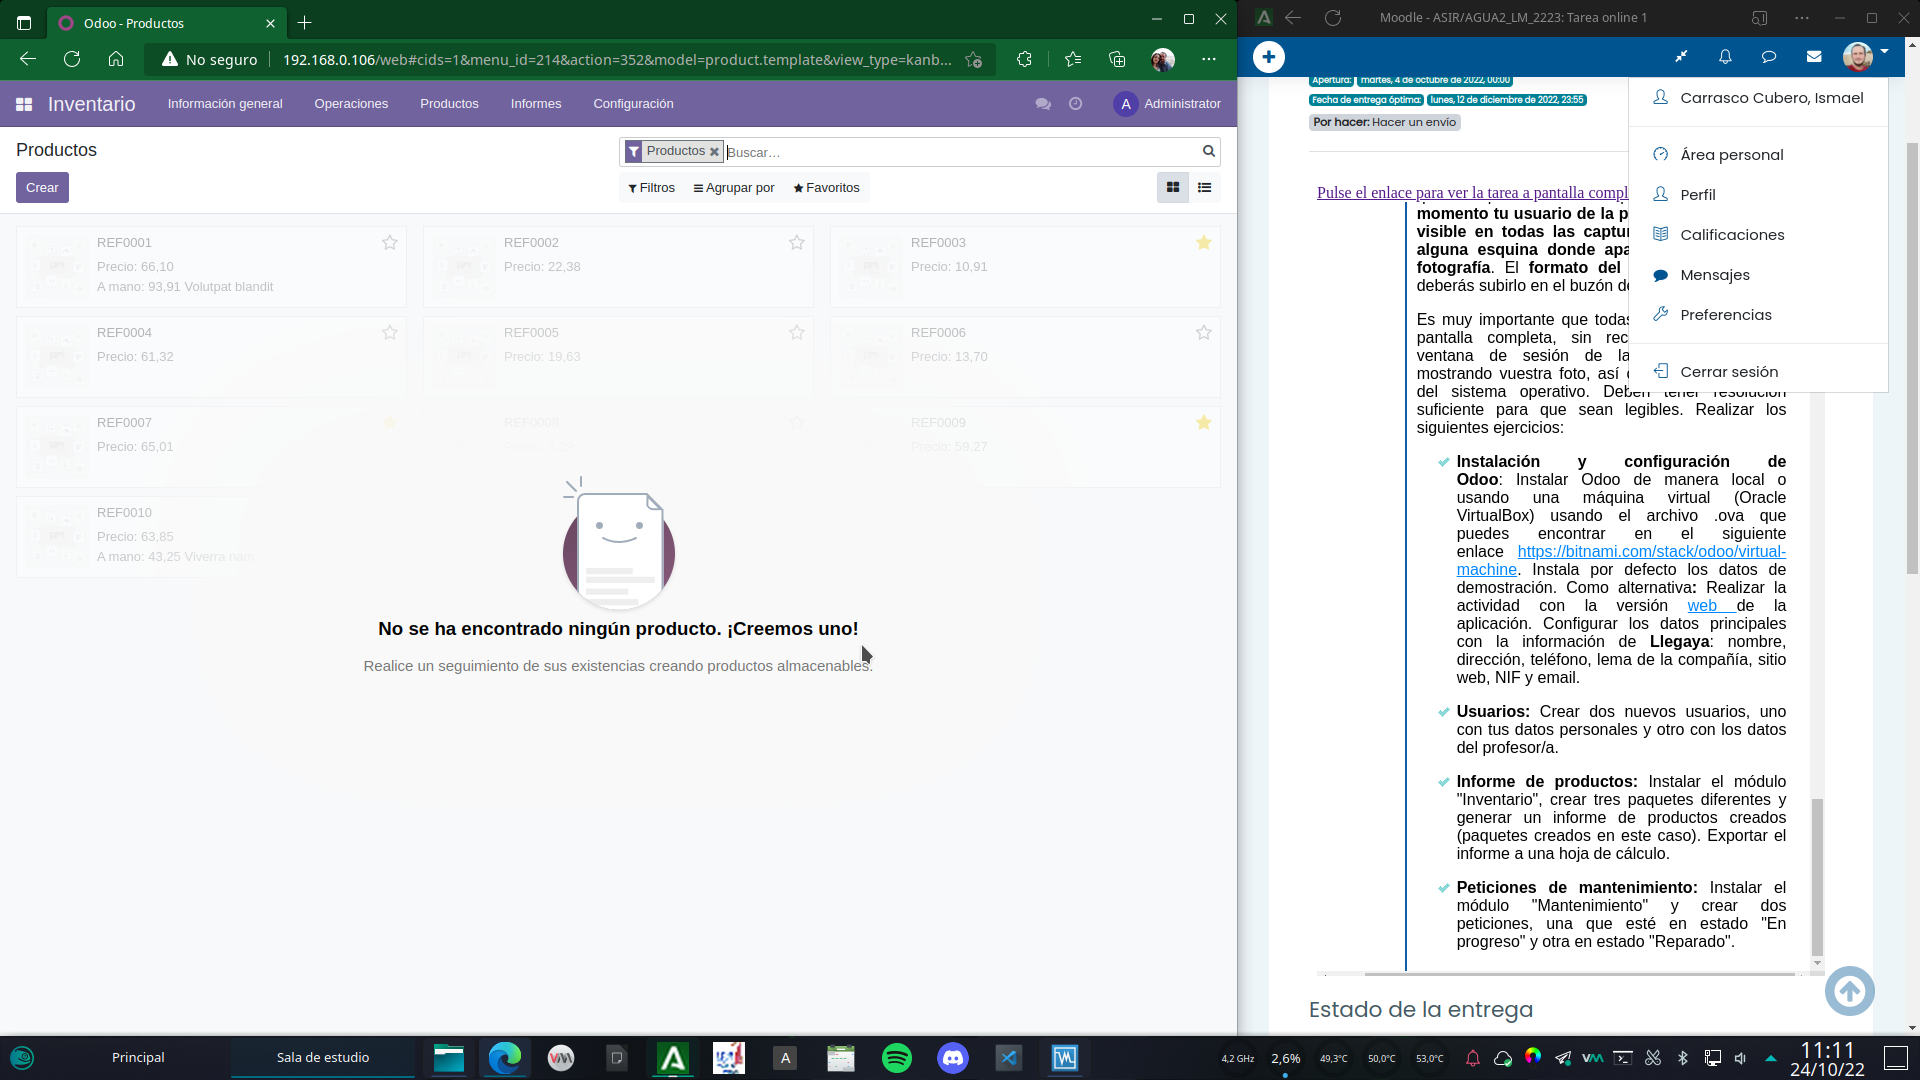 Odoo - Productos
No seguro
192.168.0.106/web#cids=1&menu_id=214&action=352&model=product.template&view_type=kanb...
Inventario
Información general
Operaciones
Productos
Informes
Configuración
A
Administrator
Productos
Crear
Productos
Buscar...
Filtros
Agrupar por
Favoritos
REF0001
Precio: 66,10
A mano: 93,91 Volutpat blandit
REF0002
Precio: 22,38
REF0003
Precio: 10,91
REF0004
Precio: 61,32
REF0005
Precio: 19,63
REF0006
Precio: 13,70
REF0007
Precio: 65,01
REF0008
REF0009
Precio: 59,27
REF0010
Precio: 63,85
A mano: 43,25 Viverra nam
No se ha encontrado ningún producto. ¡Creemos uno!
Realice un seguimiento de sus existencias creando productos almacenables.
Moodle - ASIR/AGUA2_LM_2223: Tarea online 1
Apertura: martes, 4 de octubre de 2022, 00:00
Fecha de entrega óptima: lunes, 12 de diciembre de 2022, 23:55
Por hacer: Hacer un envío
Carrasco Cubero, Ismael
Área personal
Perfil
Calificaciones
Mensajes
Preferencias
Cerrar sesión
Pulse el enlace para ver la tarea a pantalla compl
momento tu usuario de la p
visible en todas las captur
alguna esquina donde apa
fotografía. El formato del
deberás subirlo en el buzón de
Es muy importante que todas
pantalla completa, sin rec
ventana de sesión de la
mostrando vuestra foto, así
del sistema operativo. Deben tener resolución
suficiente para que sean legibles. Realizar los
siguientes ejercicios:
Instalación y configuración de
Odoo: Instalar Odoo de manera local o
usando una máquina virtual (Oracle
VirtualBox) usando el archivo .ova que
puedes encontrar en el siguiente
enlace https://bitnami.com/stack/odoo/virtual-
machine. Instala por defecto los datos de
demostración. Como alternativa: Realizar la
actividad con la versión web de la
aplicación. Configurar los datos principales
con la información de Llegaya: nombre,
dirección, teléfono, lema de la compañía, sitio
web, NIF y email.
Usuarios: Crear dos nuevos usuarios, uno
con tus datos personales y otro con los datos
del profesor/a.
Informe de productos: Instalar el módulo
"Inventario", crear tres paquetes diferentes y
generar un informe de productos creados
(paquetes creados en este caso). Exportar el
informe a una hoja de cálculo.
Peticiones de mantenimiento: Instalar el
módulo "Mantenimiento" y crear dos
peticiones, una que esté en estado "En
progreso" y otra en estado "Reparado".
Estado de la entrega
Principal
Sala de estudio
A
4,2 GHz
2,6%
49,3°C
50,0°C
53,0°C
11:11
24/10/22